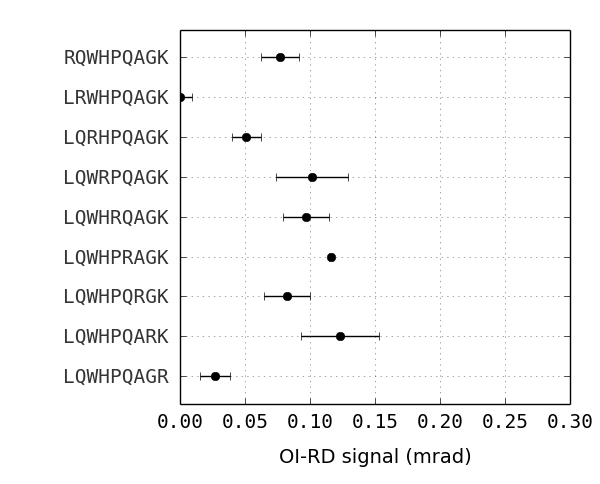 RQWHPQAGK
LRWHPQAGK
LQRHPQAGK
LQWRPQAGK
LQWHRQAGK
LQWHPRAGK
LQWHPQRGK
LQWHPQARK
LQWHPQAGR
0.00 0.05 0.10 0.15 0.20 0.25 0.30
OI-RD signal (mrad)